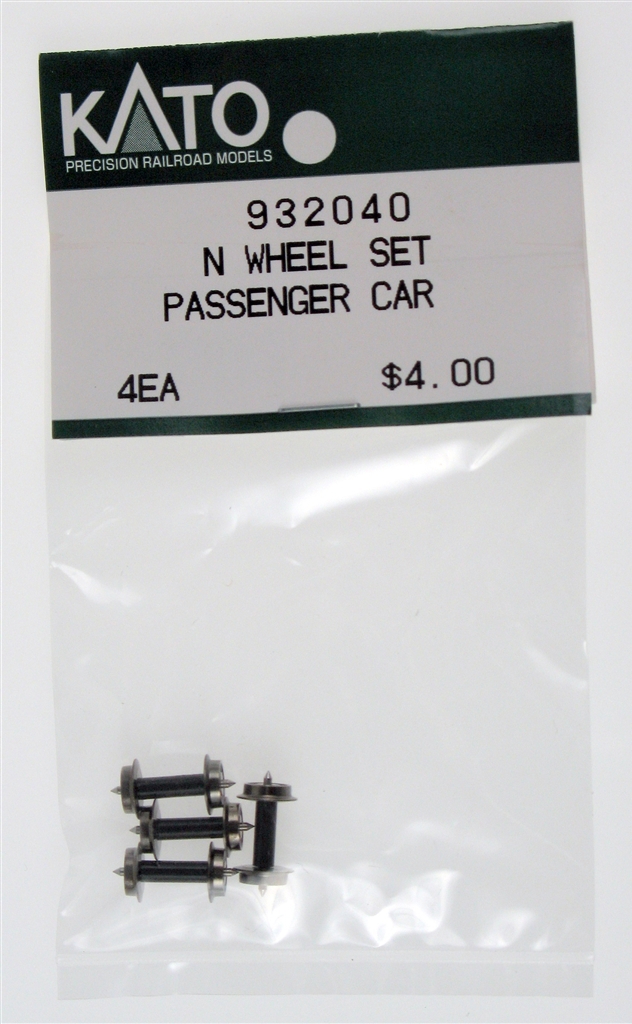 KATO
PRECISION RAILROAD MODELS
932040
N WHEEL SET
PASSENGER CAR
4EA $4.00